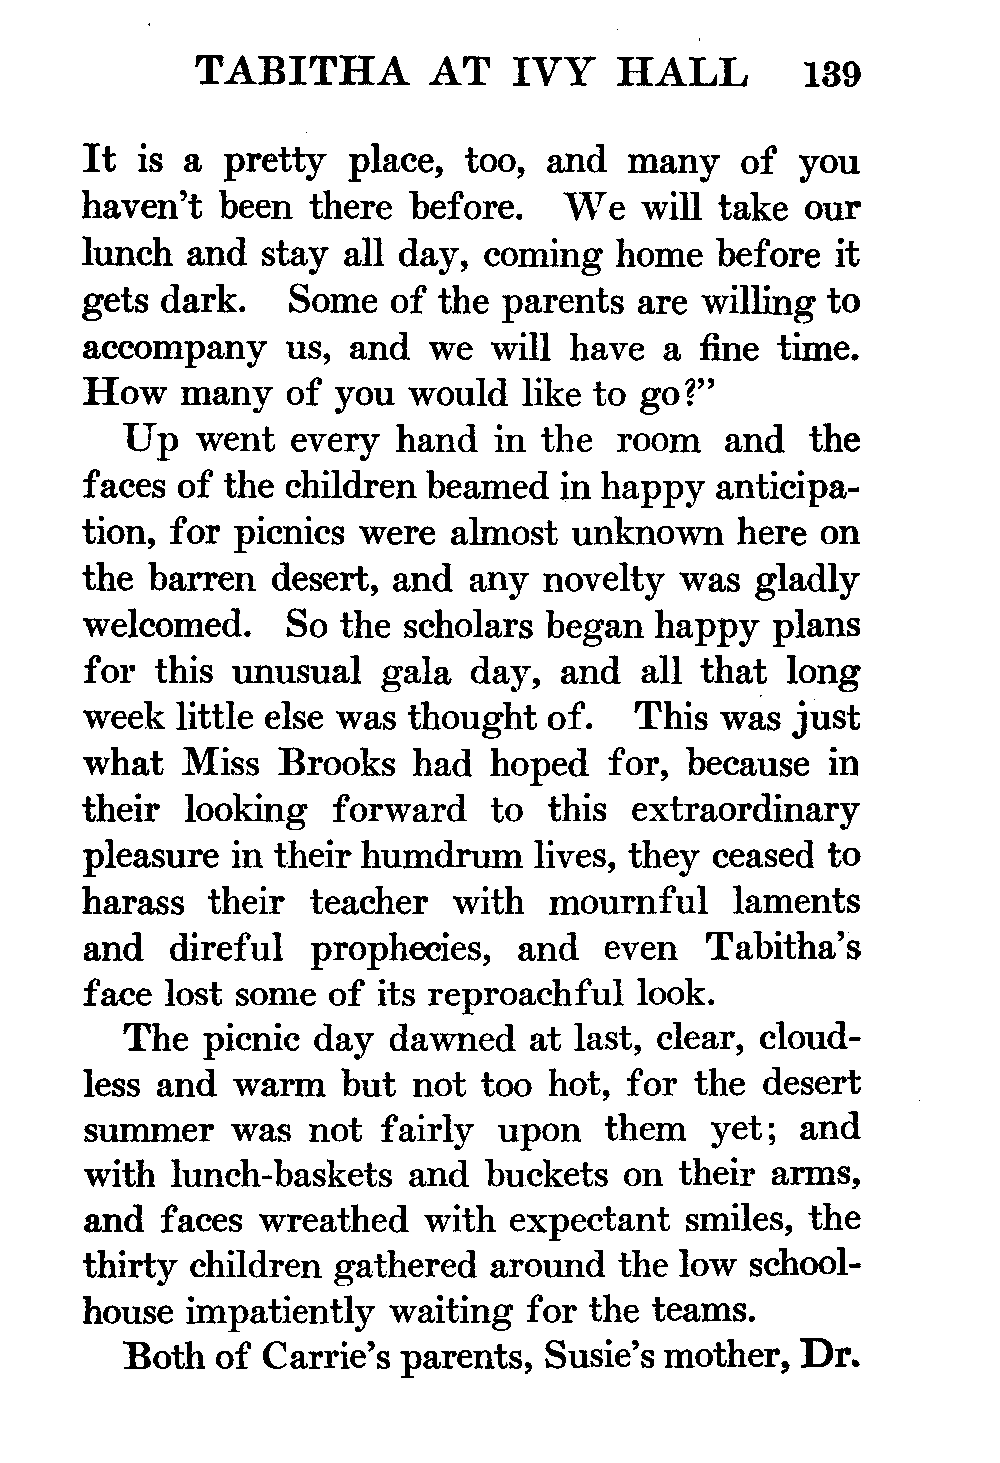 TABITHA AT IVY HALL 139
It is a pretty place, too, and many of you
haven't been there before. We will take our
lunch and stay all day, coming home before it
gets dark. Some of the parents are willing to
accompany us, and we will have a fine time.
How many of you would like to go?"
Up went every hand in the room and the
faces of the children beamed in happy anticipa-
tion, for picnics were almost unknown here on
the barren desert, and any novelty was gladly
welcomed. So the scholars began happy plans
for this unusual gala day, and all that long
week little else was thought of. This was just
what Miss Brooks had hoped for, because in
their looking forward to this extraordinary
pleasure in their humdrum lives, they ceased to
harass their teacher with mournful laments
and direful prophecies, and even Tabitha's
face lost some of its reproachful look.
The picnic day dawned at last, clear, cloud-
less and warm but not too hot, for the desert
summer was not fairly upon them yet; and
with lunch-baskets and buckets on their arms,
and faces wreathed with expectant smiles, the
thirty children gathered around the low school-
house impatiently waiting for the teams.
Both of Carrie's parents, Susie's mother, Dr.